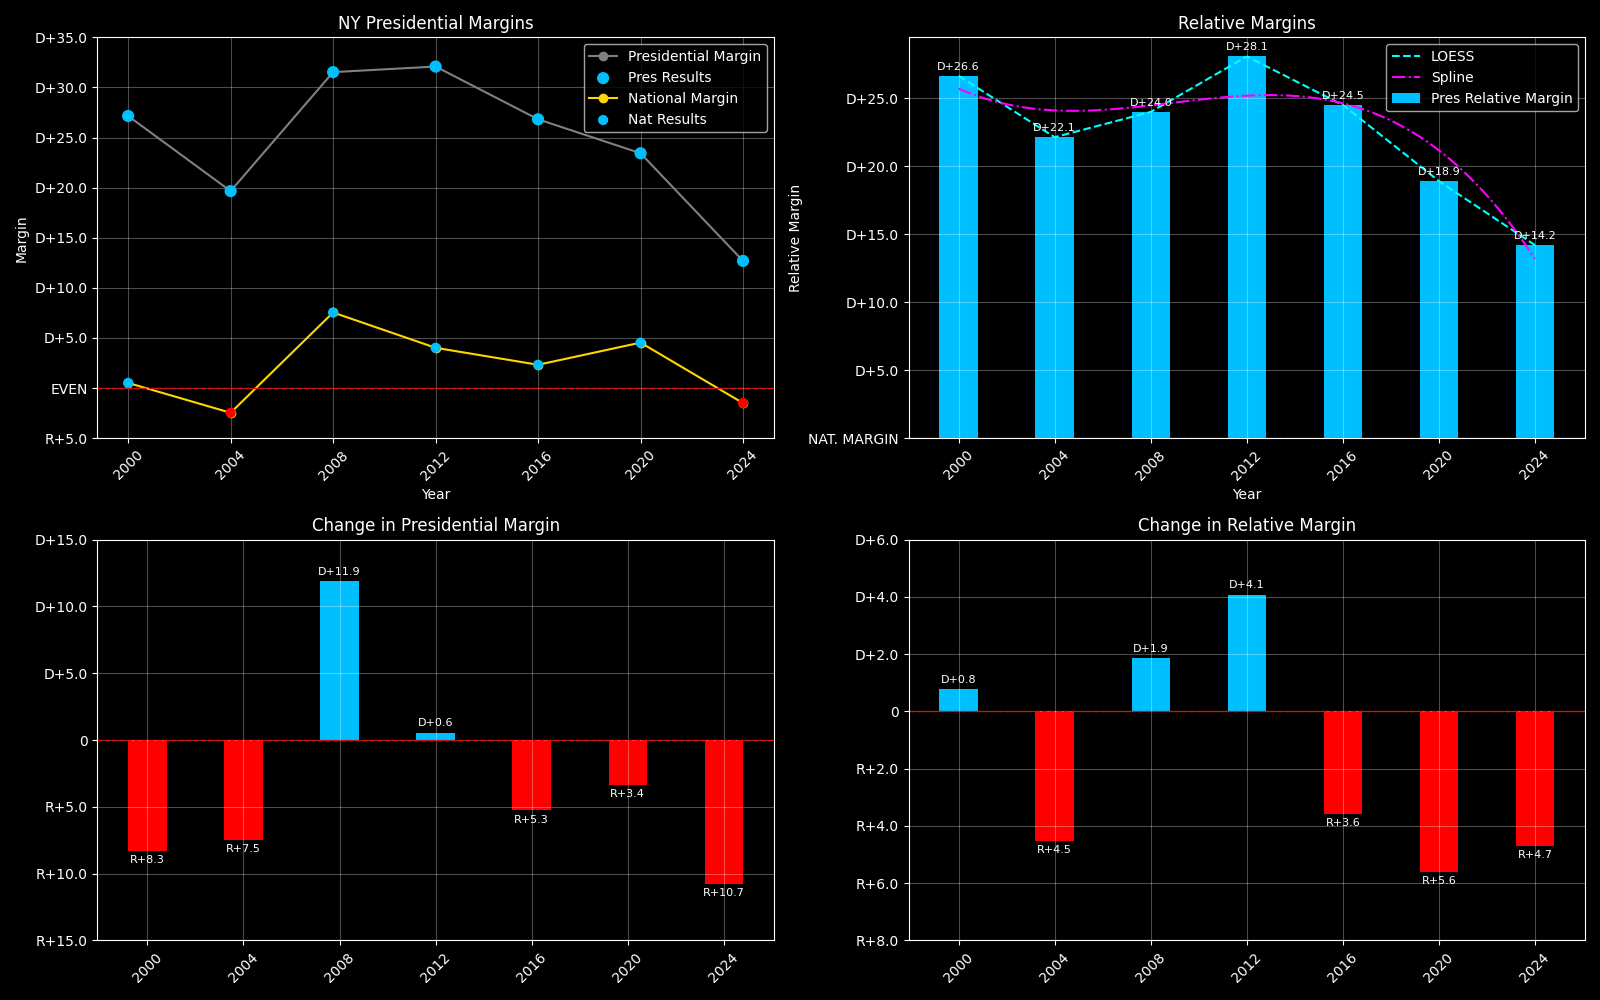 NY Presidential Margins
D+35.0
D+30.0
D+25.0
D+20.0
D+15.0
D+10.0
D+5.0
EVEN
R+5.0
Margin
Presidential Margin
Pres Results
National Margin
Nat Results
2000
2004
2008
2012
2016
2020
2024
Year
Relative Margins
D+25.0
D+20.0
D+15.0
D+10.0
D+5.0
NAT. MARGIN
Relative Margin
LOESS
Spline
Pres Relative Margin
D+26.6
D+22.1
D+24.0
D+28.1
D+24.5
D+18.9
D+14.2
2000
2004
2008
2012
2016
2020
2024
Year
Change in Presidential Margin
D+15.0
D+10.0
D+5.0
0
R+5.0
R+10.0
R+15.0
R+8.3
R+7.5
D+11.9
D+0.6
R+5.3
R+3.4
R+10.7
2000
2004
2008
2012
2016
2020
2024
Change in Relative Margin
D+6.0
D+4.0
D+2.0
0
R+2.0
R+4.0
R+6.0
R+8.0
D+0.8
R+4.5
D+1.9
D+4.1
R+3.6
R+5.6
R+4.7
2000
2004
2008
2012
2016
2020
2024